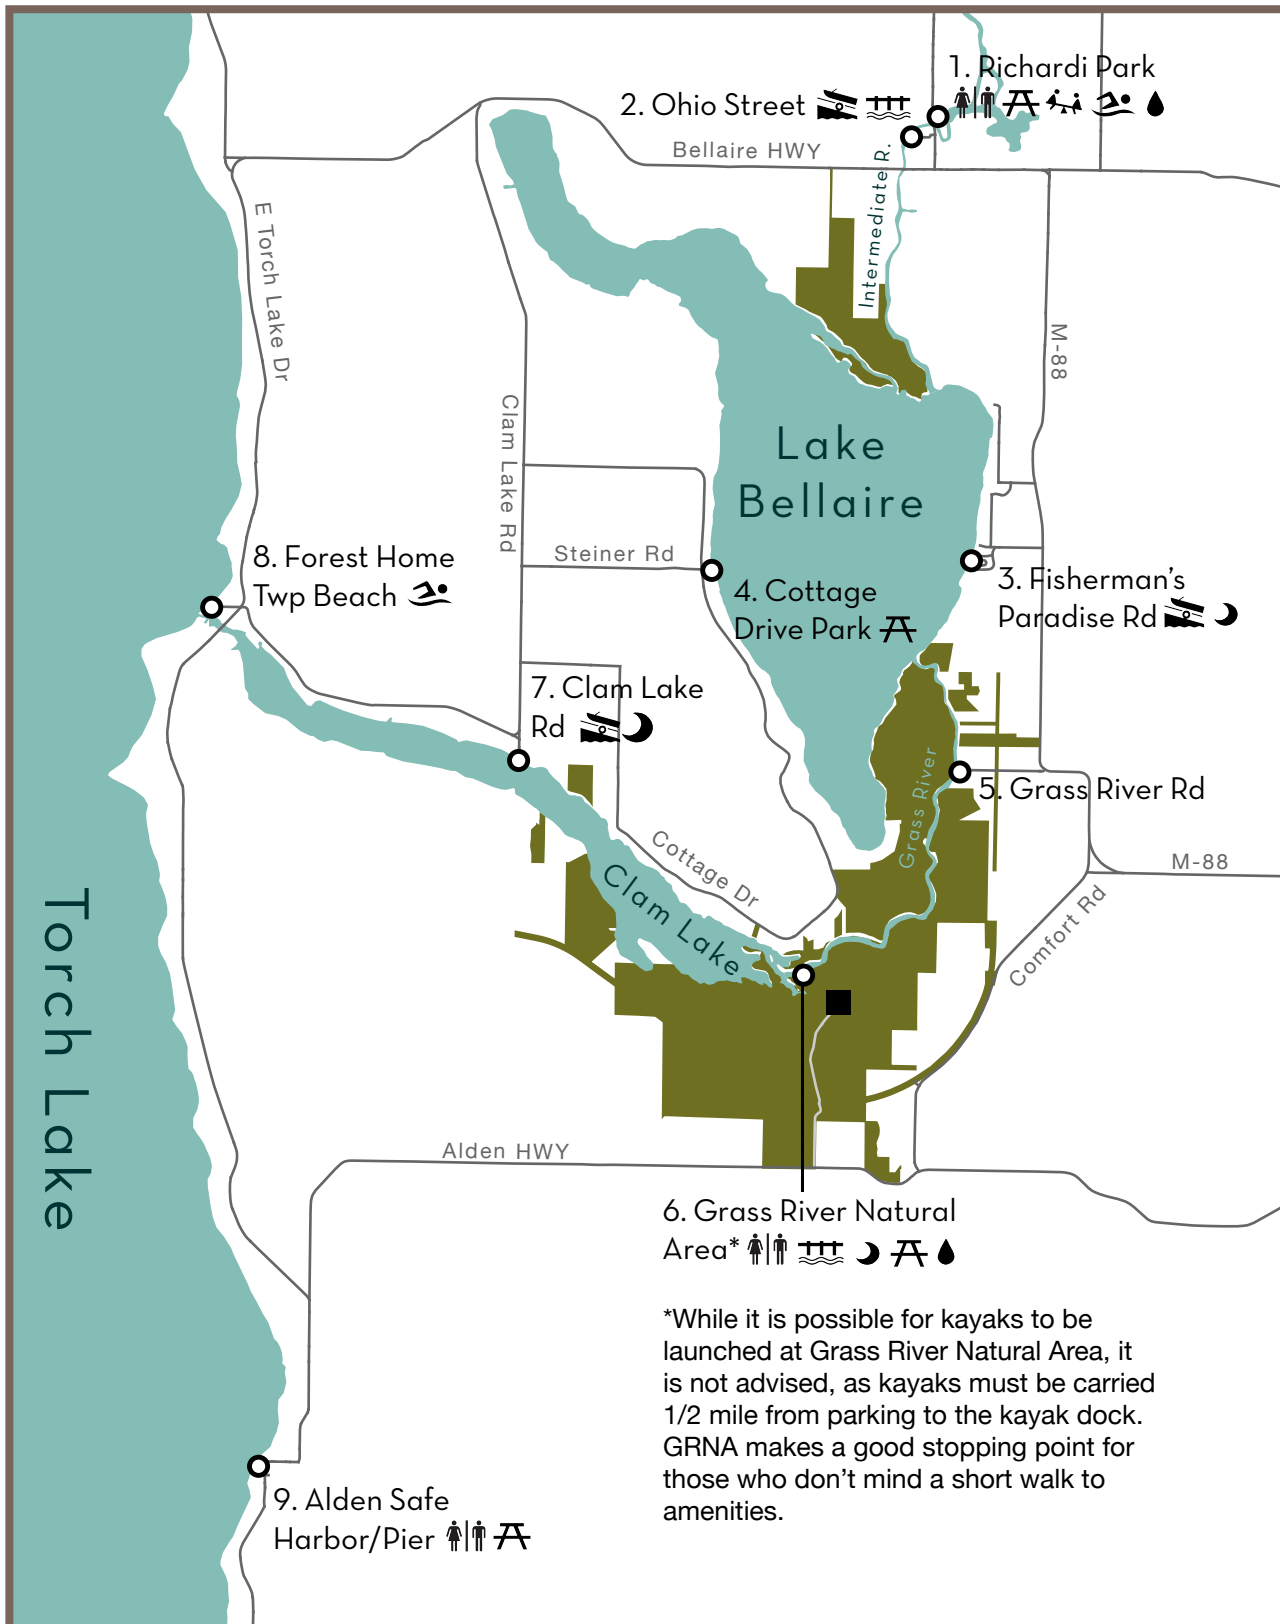 1. Richardi Park
2. Ohio Street
Bellaire HWY
Intermediate R.
E Torch Lake Dr
M-88
Clam Lake Rd
Lake
Bellaire
Steiner Rd
8. Forest Home
Twp Beach
4. Cottage
Drive Park
3. Fisherman's
Paradise Rd
7. Clam Lake
Rd
Grass River
5. Grass River Rd
Cottage Dr
M-88
Clam Lake
Comfort Rd
Torch Lake
Alden HWY
6. Grass River Natural
Area*
*While it is possible for kayaks to be
launched at Grass River Natural Area, it
is not advised, as kayaks must be carried
1/2 mile from parking to the kayak dock.
GRNA makes a good stopping point for
those who don't mind a short walk to
amenities.
9. Alden Safe
Harbor/Pier